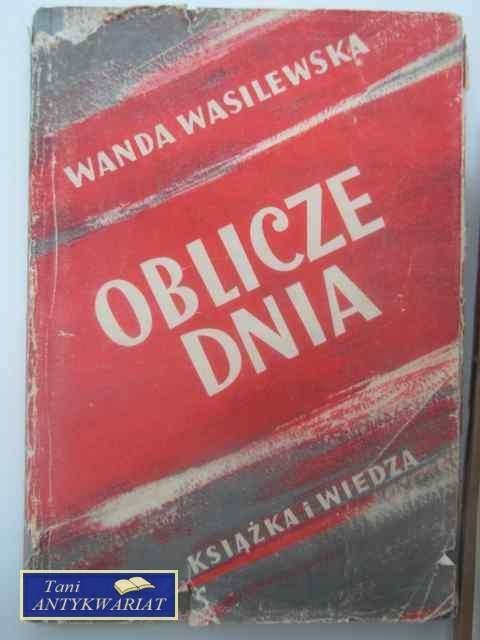 WANDA WASILEWSKA
OBLICZE
DNIA
KSIĄŻKA i WIEDZA
Tani
ANTYKWARIAT